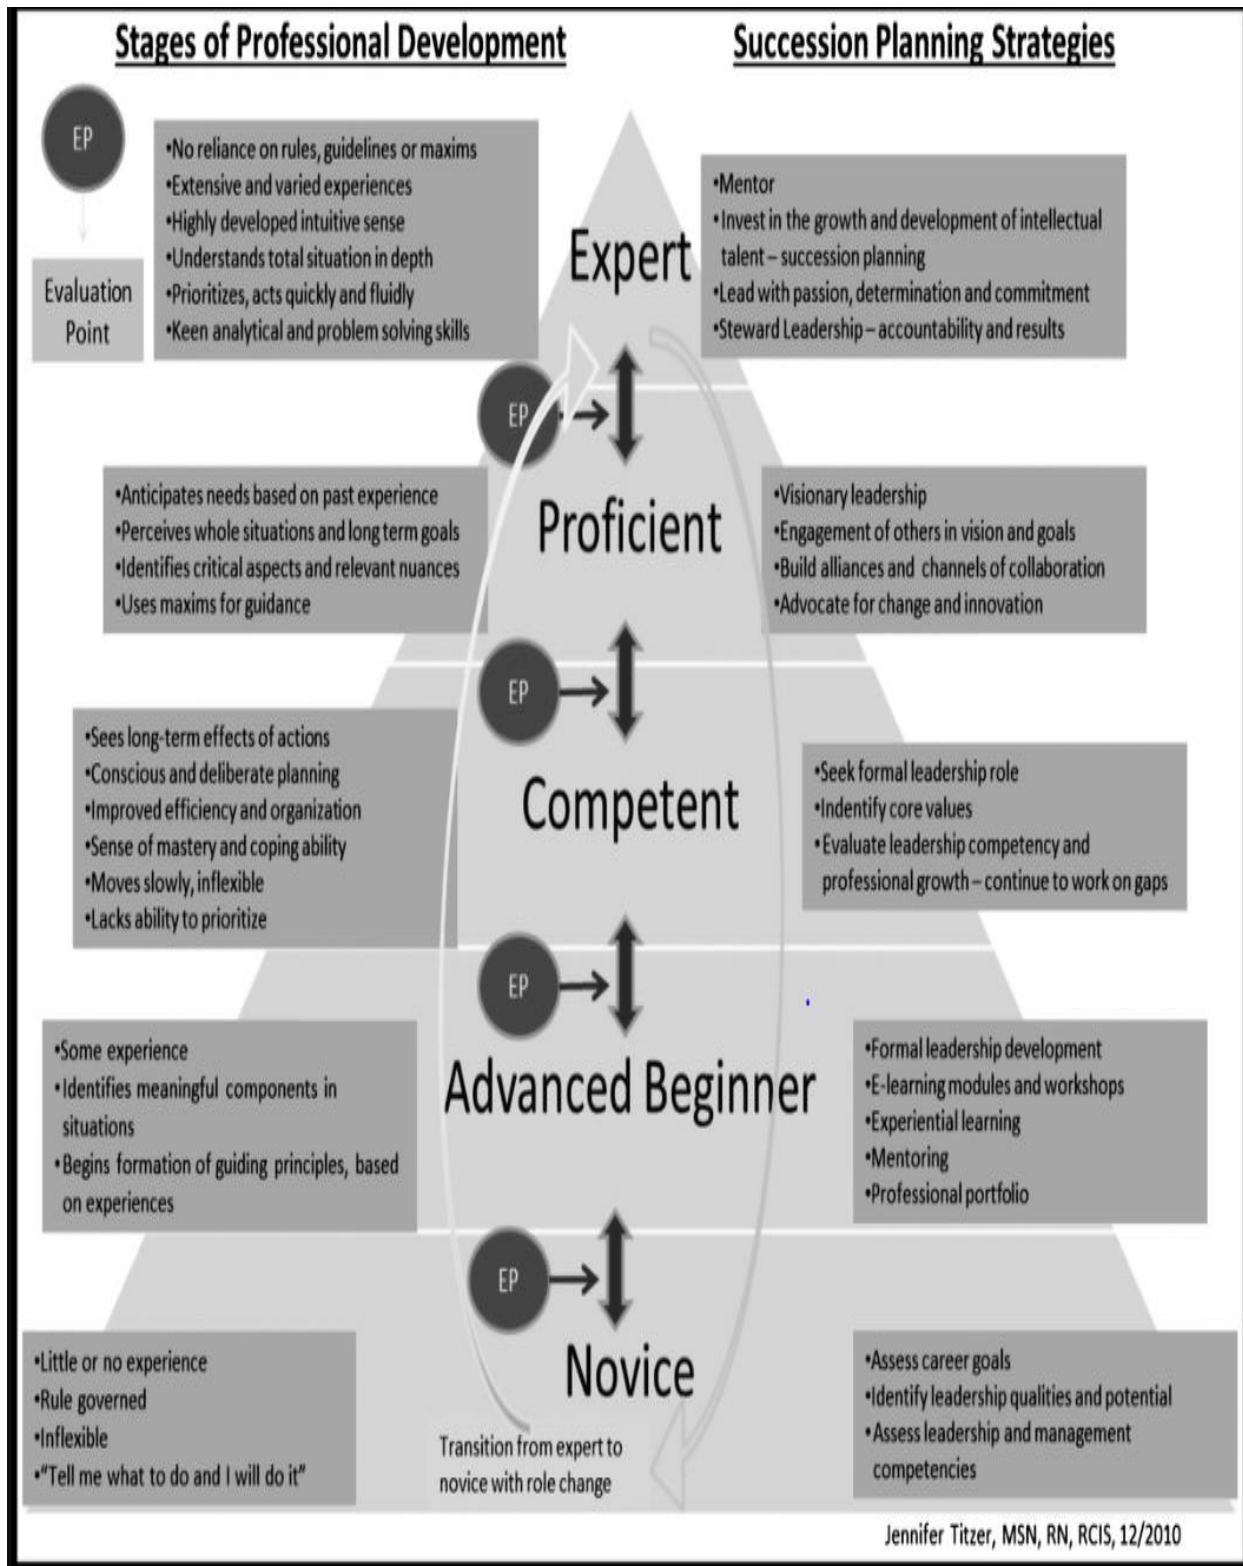 Stages of Professional Development
Succession Planning Strategies
EP
Evaluation
Point
•No reliance on rules, guidelines or maxims
•Extensive and varied experiences
•Highly developed intuitive sense
•Understands total situation in depth
•Prioritizes, acts quickly and fluidly
•Keen analytical and problem solving skills
Expert
•Mentor
•Invest in the growth and development of intellectual
talent – succession planning
•Lead with passion, determination and commitment
•Steward Leadership – accountability and results
EP
•Anticipates needs based on past experience
•Perceives whole situations and long term goals
•Identifies critical aspects and relevant nuances
•Uses maxims for guidance
Proficient
•Visionary leadership
•Engagement of others in vision and goals
•Build alliances and channels of collaboration
•Advocate for change and innovation
EP
•Sees long-term effects of actions
•Conscious and deliberate planning
•Improved efficiency and organization
•Sense of mastery and coping ability
•Moves slowly, inflexible
•Lacks ability to prioritize
Competent
•Seek formal leadership role
•Indentify core values
•Evaluate leadership competency and
professional growth – continue to work on gaps
EP
•Some experience
•Identifies meaningful components in
situations
•Begins formation of guiding principles, based
on experiences
Advanced Beginner
•Formal leadership development
•E-learning modules and workshops
•Experiential learning
•Mentoring
•Professional portfolio
EP
•Little or no experience
•Rule governed
•Inflexible
•"Tell me what to do and I will do it"
Novice
Transition from expert to
novice with role change
•Assess career goals
•Identify leadership qualities and potential
•Assess leadership and management
competencies
Jennifer Titzer, MSN, RN, RCIS, 12/2010